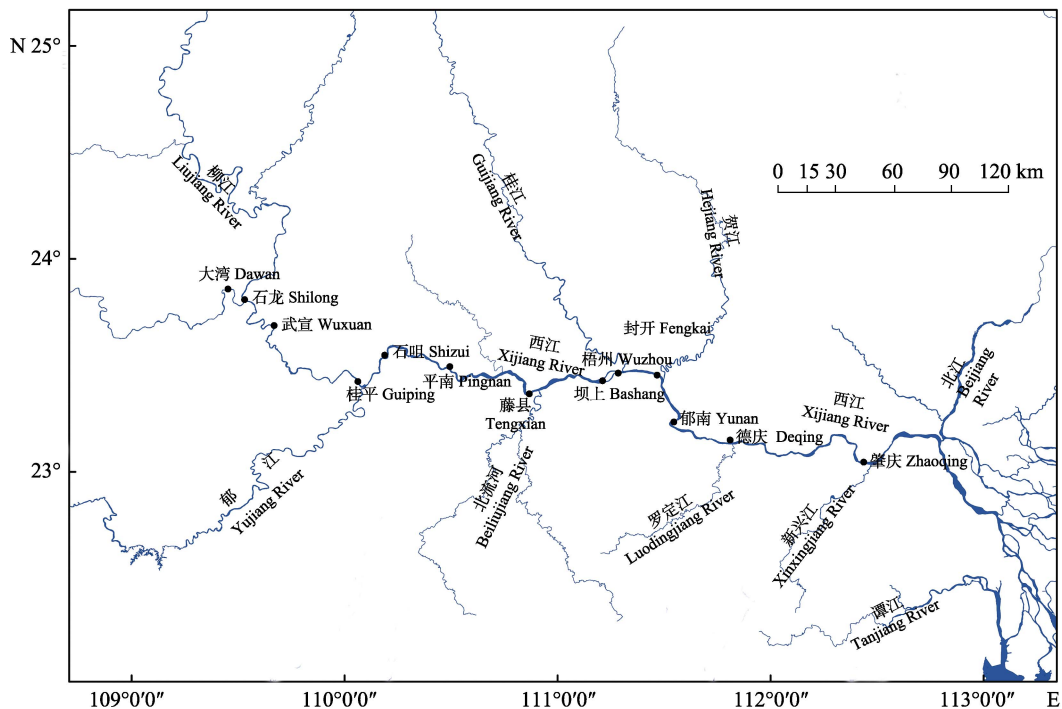 N 25°
24°
23°
柳江
Liujiang River
桂江
Guijiang River
贺江
Hejiang River
0 15 30 60 90 120 km
大湾 Dawan
石龙 Shilong
武宣 Wuxuan
石咀 Shizui
桂平 Guiping
平南 Pingnan
西江
Xijiang River
藤县
Tengxian
梧州 Wuzhou
坝上 Bashang
封开 Fengkai
郁南 Yunan
德庆 Deqing
西江
Xijiang River
肇庆 Zhaoqing
北江
Beijiang
River
郁 江
Yujiang River
北流河
Beiliujiang River
罗定江
Luodingjiang River
新兴江
Xinxingjiang River
谭江
Tanjiang River
109°0′0″ 110°0′0″ 111°0′0″ 112°0′0″ 113°0′0″ E